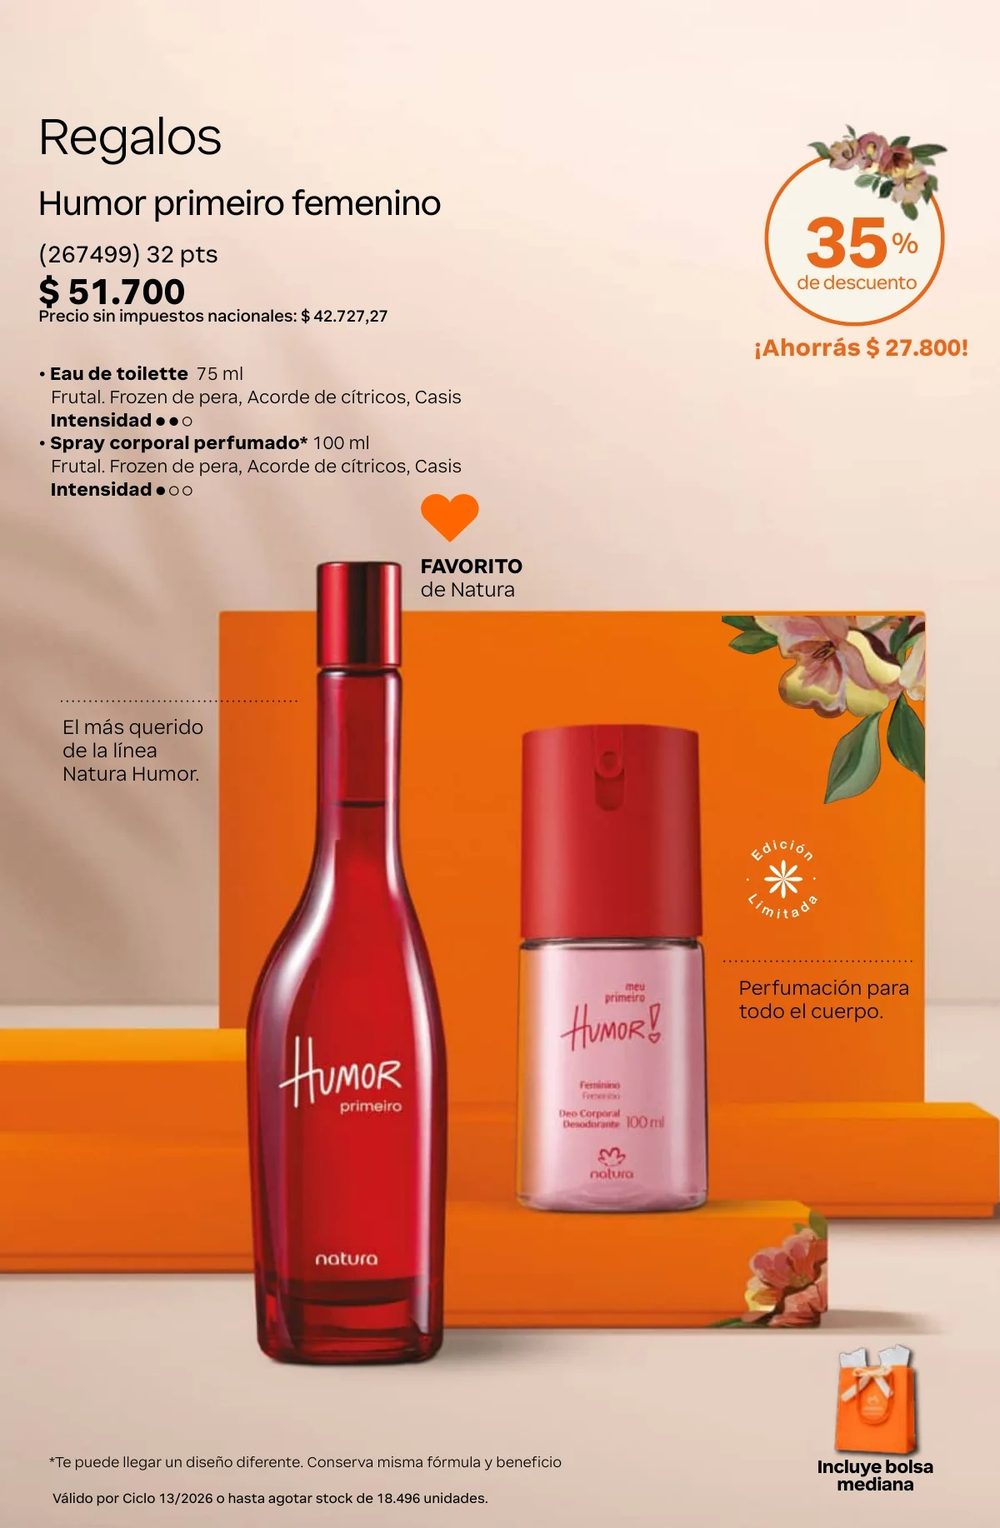 Regalos
Humor primeiro femenino
(267499) 32 pts
$ 51.700
Precio sin impuestos nacionales: $ 42.727,27
35%
de descuento
¡Ahorrás $ 27.800!
• Eau de toilette 75 ml
Frutal. Frozen de pera, Acorde de cítricos, Casis
Intensidad ●●○
• Spray corporal perfumado* 100 ml
Frutal. Frozen de pera, Acorde de cítricos, Casis
Intensidad ●○○
FAVORITO
de Natura
El más querido
de la línea
Natura Humor.
Edición
Limitada
Perfumación para
todo el cuerpo.
HUMOR
primeiro
natura
meu
primeiro
HUMOR!
Feminino
Femenino
Deo Corporal
Desodorante 100 ml
natura
Incluye bolsa
mediana
*Te puede llegar un diseño diferente. Conserva misma fórmula y beneficio
Válido por Ciclo 13/2026 o hasta agotar stock de 18.496 unidades.